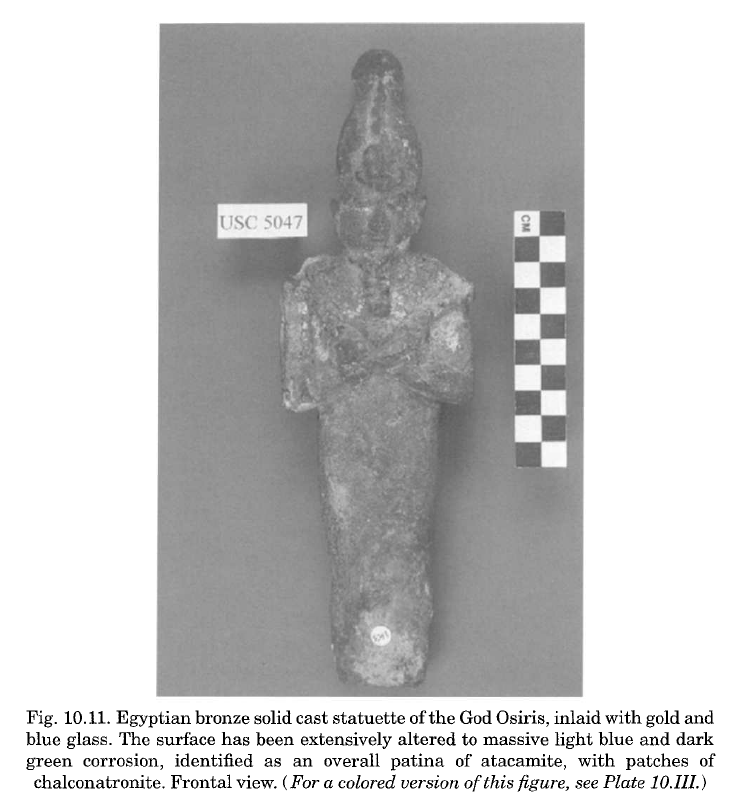 USC 5047
CM
Fig. 10.11. Egyptian bronze solid cast statuette of the God Osiris, inlaid with gold and
blue glass. The surface has been extensively altered to massive light blue and dark
green corrosion, identified as an overall patina of atacamite, with patches of
chalconatronite. Frontal view. (For a colored version of this figure, see Plate 10.III.)